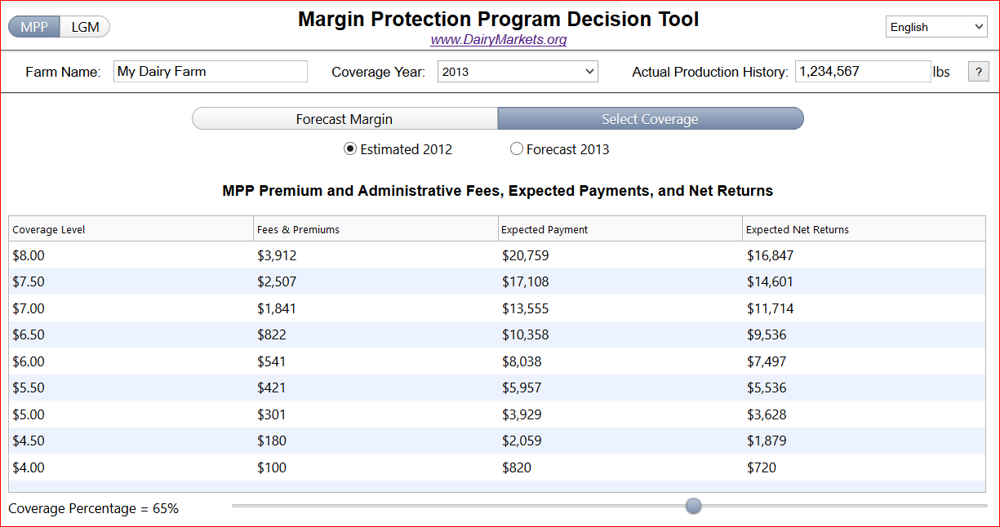 MPP LGM Margin Protection Program Decision Tool English
www.DairyMarkets.org
Farm Name: My Dairy Farm Coverage Year: 2013 Actual Production History: 1,234,567 lbs ?
Forecast Margin Select Coverage
Estimated 2012 Forecast 2013
MPP Premium and Administrative Fees, Expected Payments, and Net Returns
Coverage Level Fees & Premiums Expected Payment Expected Net Returns
$8.00 $3,912 $20,759 $16,847
$7.50 $2,507 $17,108 $14,601
$7.00 $1,841 $13,555 $11,714
$6.50 $822 $10,358 $9,536
$6.00 $541 $8,038 $7,497
$5.50 $421 $5,957 $5,536
$5.00 $301 $3,929 $3,628
$4.50 $180 $2,059 $1,879
$4.00 $100 $820 $720
Coverage Percentage = 65%